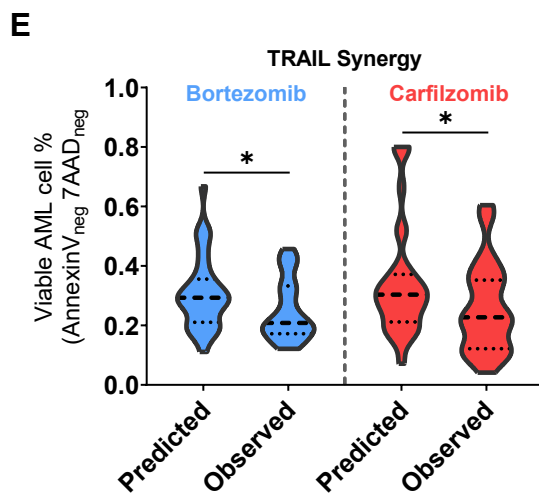 E
TRAIL Synergy
Bortezomib
Carfilzomib
Viable AML cell %
(AnnexinVneg 7AADneg
1.0
0.8
0.6
0.4
0.2
0.0
*
*
Predicted
Observed
Predicted
Observed